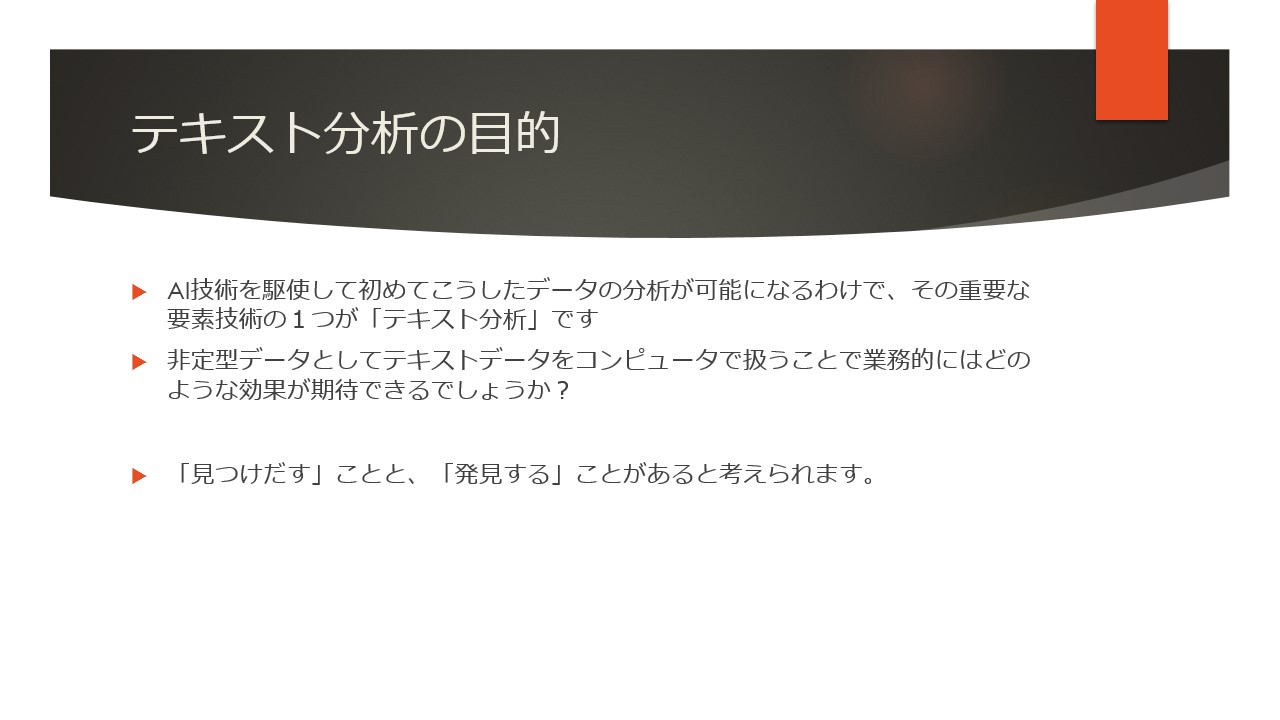 テキスト分析の目的
AI技術を駆使して初めてこうしたデータの分析が可能になるわけで、その重要な
要素技術の１つが「テキスト分析」です
非定型データとしてテキストデータをコンピュータで扱うことで業務的にはどの
ような効果が期待できるでしょうか？
「見つけだす」ことと、「発見する」ことがあると考えられます。